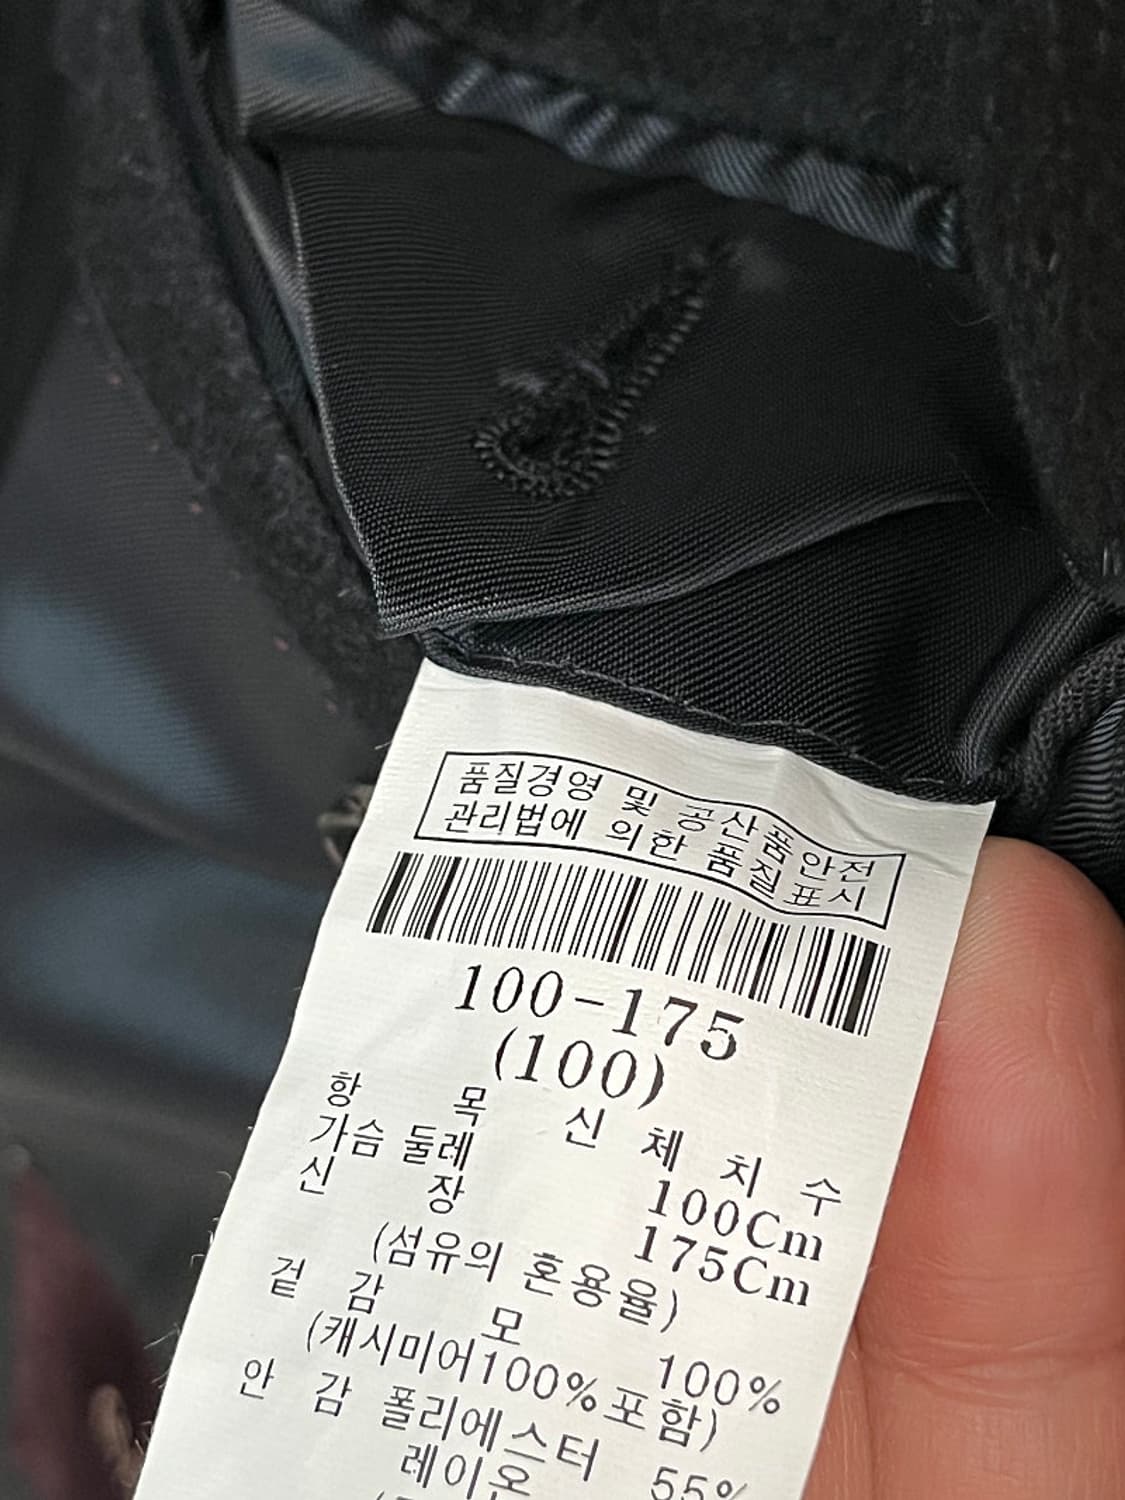 품질경영 및 공산품안전
관리법에 의한 품질표시
100-175
(100)
항 목 신 체 치 수
가슴 둘레 100Cm
신 장 175Cm
(섬유의 혼용율)
겉 감 모 100%
(캐시미어100%포함)
안 감 폴리에스터 55%
레이온